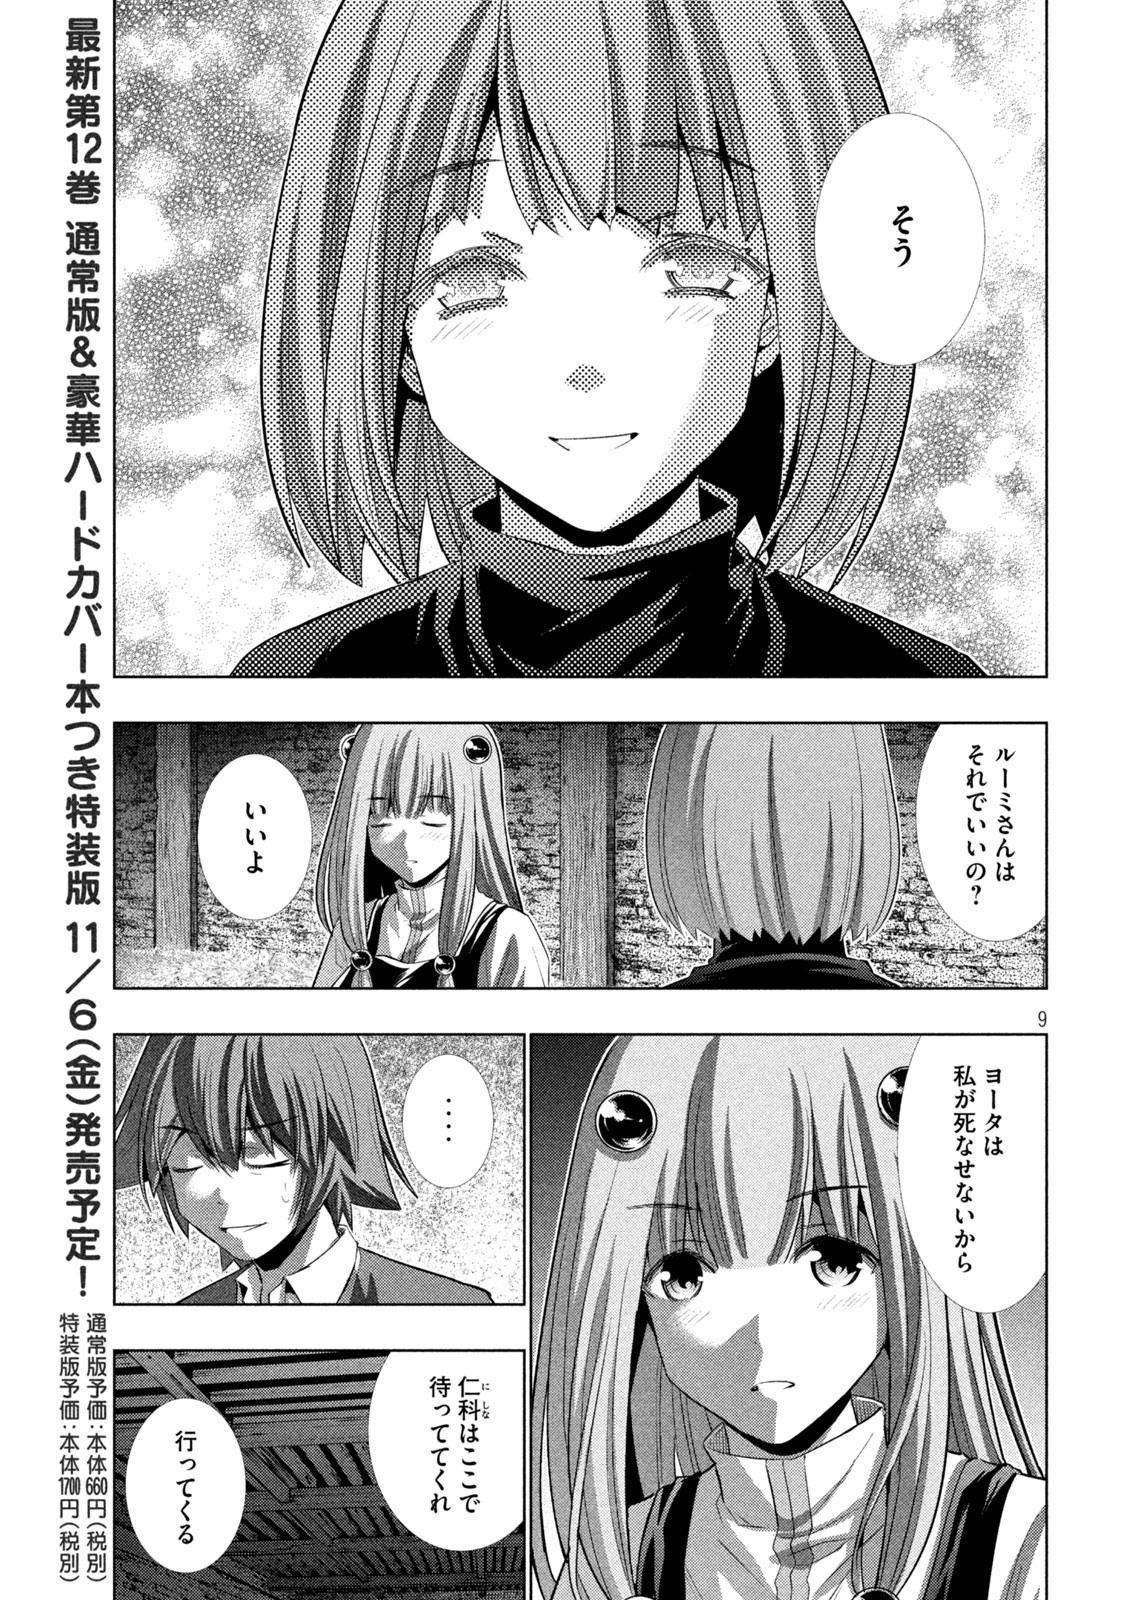 そう
ルーミさんは
それでいいの？
いいよ
9
ヨータは
私が死なせないから
・・・・
仁科はここで
にしな
待っててくれ
行ってくる
最新第12巻 通常版&豪華ハードカバー本つき特装版 11/6(金)発売予定!
通常版予価:本体660円(税別)
特装版予価:本体1700円(税別)